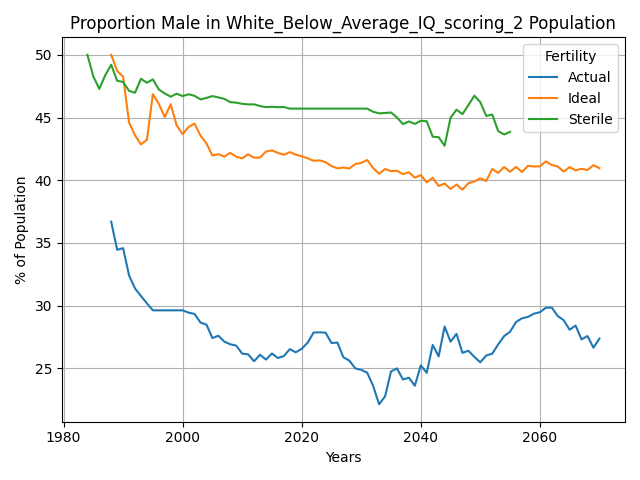 Proportion Male in White_Below_Average_IQ_scoring_2 Population
Fertility
Actual
Ideal
Sterile
% of Population
50
45
40
35
30
25
1980
2000
2020
2040
2060
Years